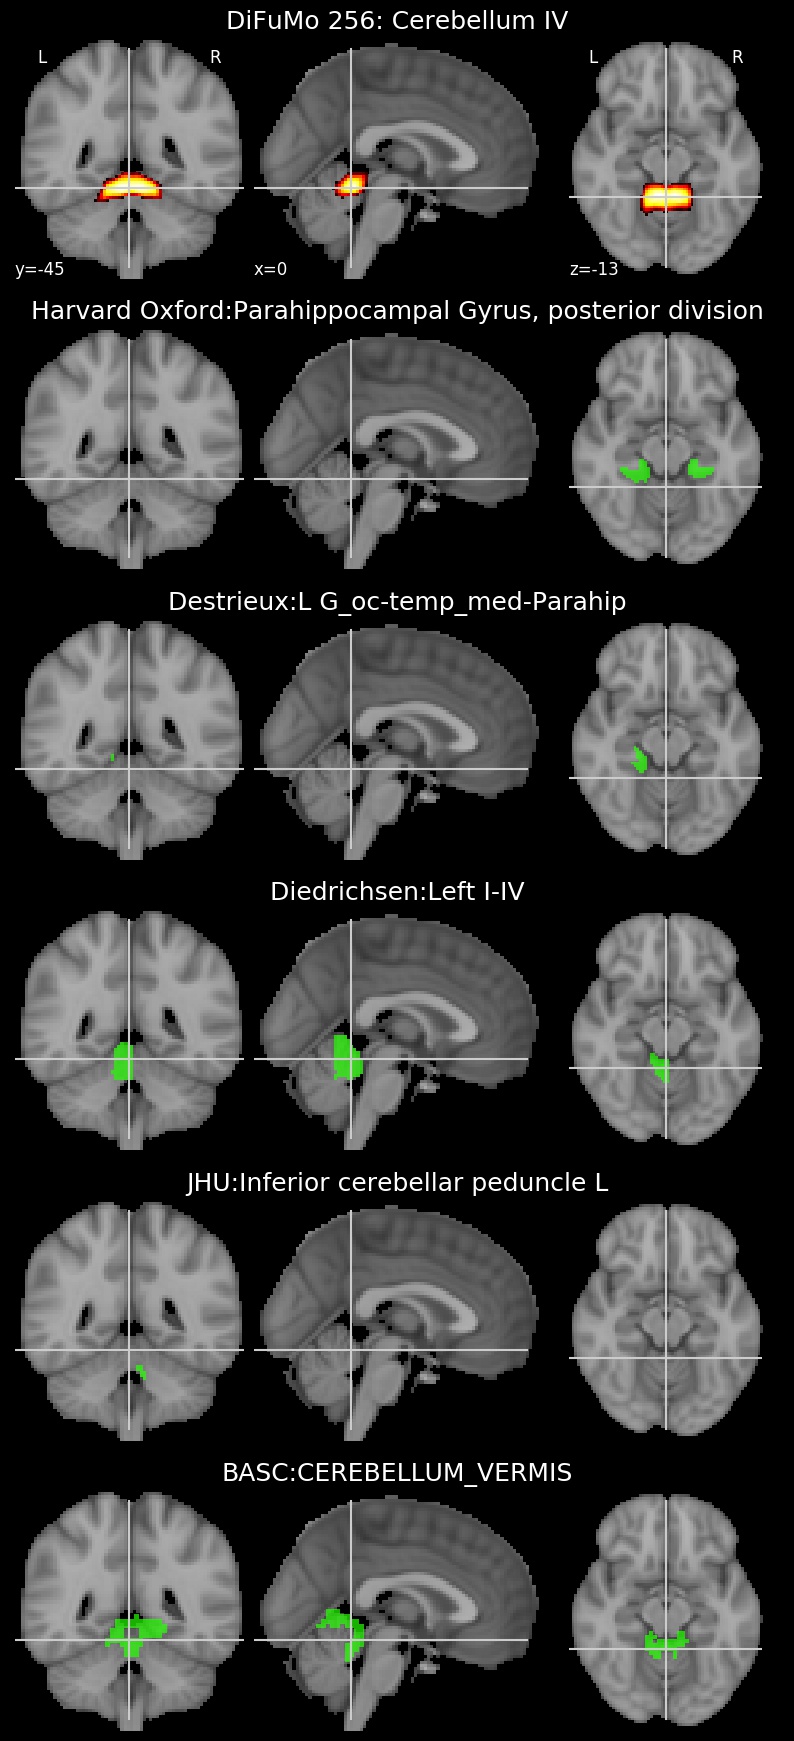 DiFuMo 256: Cerebellum IV
L R L R
y=-45 x=0 z=-13
Harvard Oxford:Parahippocampal Gyrus, posterior division
Destrieux:L G_oc-temp_med-Parahip
Diedrichsen:Left I-IV
JHU:Inferior cerebellar peduncle L
BASC:CEREBELLUM_VERMIS